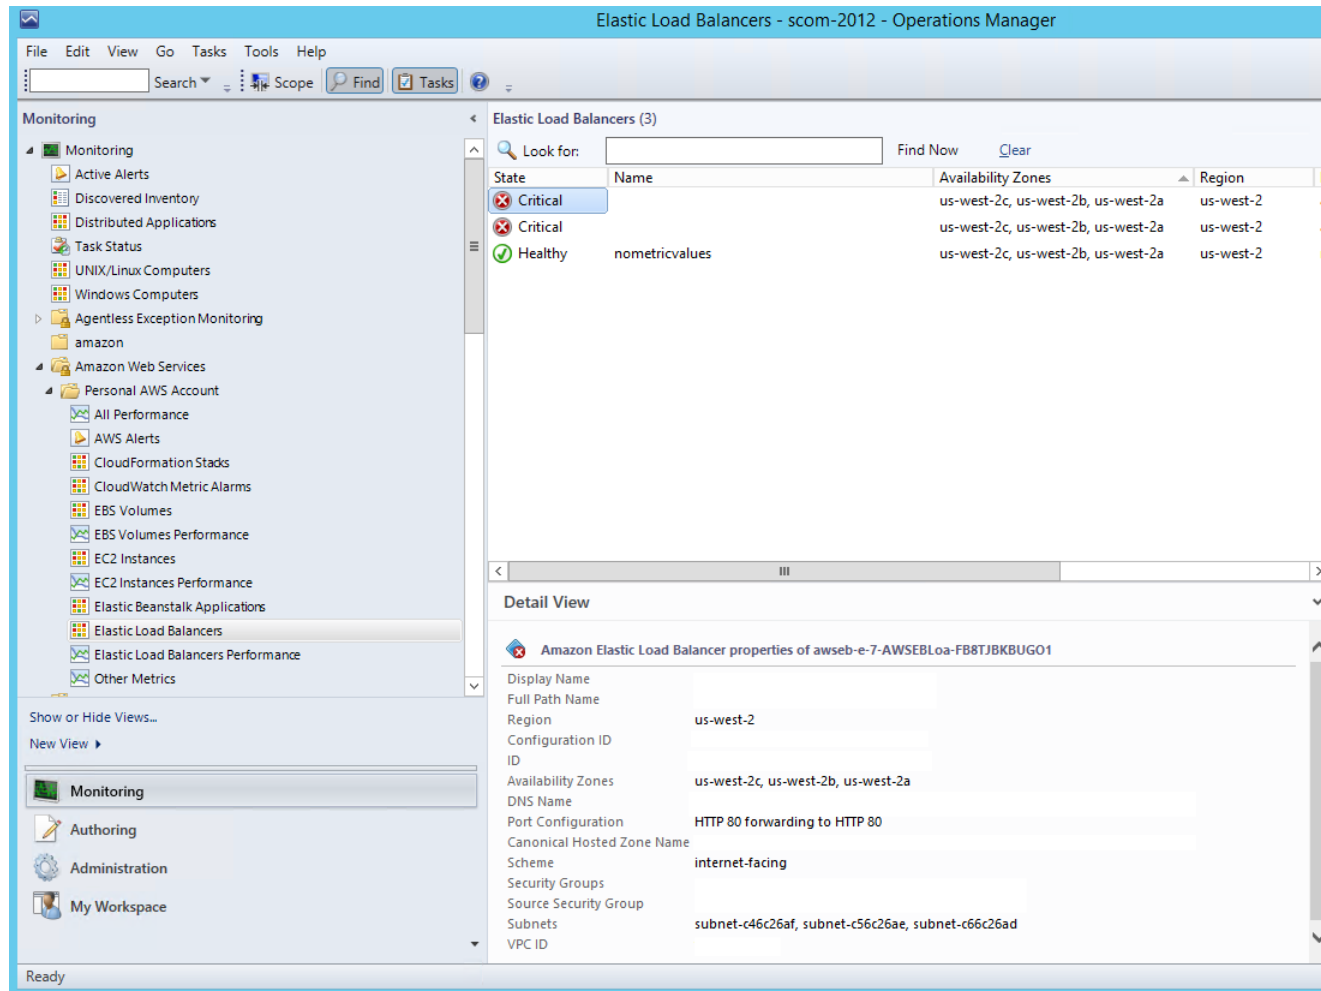 Elastic Load Balancers - scom-2012 - Operations Manager
File Edit View Go Tasks Tools Help
Search Scope Find Tasks
Monitoring
Monitoring
Active Alerts
Discovered Inventory
Distributed Applications
Task Status
UNIX/Linux Computers
Windows Computers
Agentless Exception Monitoring
amazon
Amazon Web Services
Personal AWS Account
All Performance
AWS Alerts
CloudFormation Stacks
CloudWatch Metric Alarms
EBS Volumes
EBS Volumes Performance
EC2 Instances
EC2 Instances Performance
Elastic Beanstalk Applications
Elastic Load Balancers
Elastic Load Balancers Performance
Other Metrics
Show or Hide Views...
New View
Monitoring
Authoring
Administration
My Workspace
Elastic Load Balancers (3)
Look for: Find Now Clear
State Name Availability Zones Region
Critical us-west-2c, us-west-2b, us-west-2a us-west-2
Critical us-west-2c, us-west-2b, us-west-2a us-west-2
Healthy nometricvalues us-west-2c, us-west-2b, us-west-2a us-west-2
Detail View
Amazon Elastic Load Balancer properties of awseb-e-7-AWSEBLoa-FB8TJBKBUGO1
Display Name
Full Path Name
Region us-west-2
Configuration ID
ID
Availability Zones us-west-2c, us-west-2b, us-west-2a
DNS Name
Port Configuration HTTP 80 forwarding to HTTP 80
Canonical Hosted Zone Name
Scheme internet-facing
Security Groups
Source Security Group
Subnets subnet-c46c26af, subnet-c56c26ae, subnet-c66c26ad
VPC ID
Ready